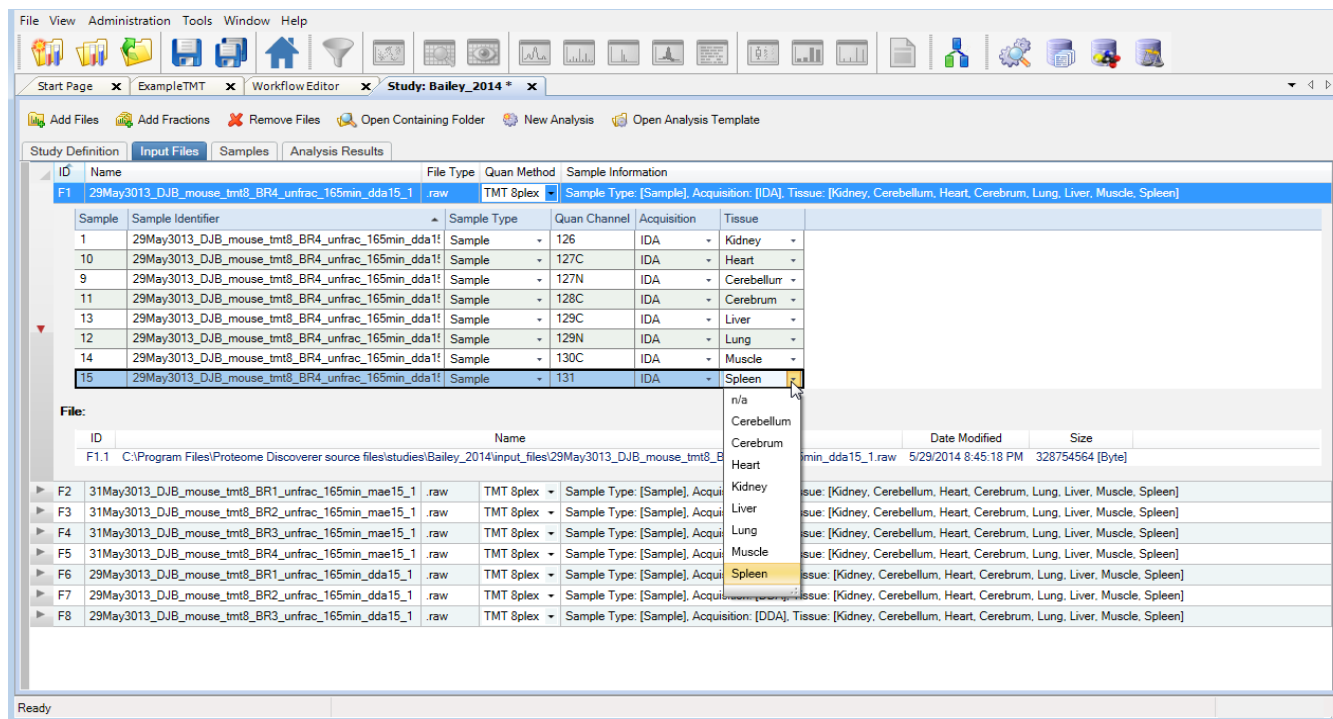 File View Administration Tools Window Help
Start Page x ExampleTMT x WorkflowEditor x Study: Bailey_2014 * x
Add Files Add Fractions Remove Files Open Containing Folder New Analysis Open Analysis Template
Study Definition Input Files Samples Analysis Results
ID Name File Type Quan Method Sample Information
F1 29May3013_DJB_mouse_tmt8_BR4_unfrac_165min_dda15_1 .raw TMT 8plex Sample Type: [Sample], Acquisition: [IDA], Tissue: [Kidney, Cerebellum, Heart, Cerebrum, Lung, Liver, Muscle, Spleen]
Sample Sample Identifier Sample Type Quan Channel Acquisition Tissue
1 29May3013_DJB_mouse_tmt8_BR4_unfrac_165min_dda15 Sample 126 IDA Kidney
10 29May3013_DJB_mouse_tmt8_BR4_unfrac_165min_dda15 Sample 127C IDA Heart
9 29May3013_DJB_mouse_tmt8_BR4_unfrac_165min_dda15 Sample 127N IDA Cerebellum
11 29May3013_DJB_mouse_tmt8_BR4_unfrac_165min_dda15 Sample 128C IDA Cerebrum
13 29May3013_DJB_mouse_tmt8_BR4_unfrac_165min_dda15 Sample 129C IDA Liver
12 29May3013_DJB_mouse_tmt8_BR4_unfrac_165min_dda15 Sample 129N IDA Lung
14 29May3013_DJB_mouse_tmt8_BR4_unfrac_165min_dda15 Sample 130C IDA Muscle
15 29May3013_DJB_mouse_tmt8_BR4_unfrac_165min_dda15 Sample 131 IDA Spleen
n/a
Cerebellum
Cerebrum
Heart
Kidney
Liver
Lung
Muscle
Spleen
File:
ID Name Date Modified Size
F1.1 C:\Program Files\Proteome Discoverer source files\studies\Bailey_2014\input_files\29May3013_DJB_mouse_tmt8_B min_dda15_1.raw 5/29/2014 8:45:18 PM 328754564 [Byte]
F2 31May3013_DJB_mouse_tmt8_BR1_unfrac_165min_mae15_1 .raw TMT 8plex Sample Type: [Sample], Acqui ssue: [Kidney, Cerebellum, Heart, Cerebrum, Lung, Liver, Muscle, Spleen]
F3 31May3013_DJB_mouse_tmt8_BR2_unfrac_165min_mae15_1 .raw TMT 8plex Sample Type: [Sample], Acqui ssue: [Kidney, Cerebellum, Heart, Cerebrum, Lung, Liver, Muscle, Spleen]
F4 31May3013_DJB_mouse_tmt8_BR3_unfrac_165min_mae15_1 .raw TMT 8plex Sample Type: [Sample], Acqui ssue: [Kidney, Cerebellum, Heart, Cerebrum, Lung, Liver, Muscle, Spleen]
F5 31May3013_DJB_mouse_tmt8_BR4_unfrac_165min_mae15_1 .raw TMT 8plex Sample Type: [Sample], Acqui ssue: [Kidney, Cerebellum, Heart, Cerebrum, Lung, Liver, Muscle, Spleen]
F6 29May3013_DJB_mouse_tmt8_BR1_unfrac_165min_dda15_1 .raw TMT 8plex Sample Type: [Sample], Acqui issue: [Kidney, Cerebellum, Heart, Cerebrum, Lung, Liver, Muscle, Spleen]
F7 29May3013_DJB_mouse_tmt8_BR2_unfrac_165min_dda15_1 .raw TMT 8plex Sample Type: [Sample], Acquisition: [DDA], Tissue: [Kidney, Cerebellum, Heart, Cerebrum, Lung, Liver, Muscle, Spleen]
F8 29May3013_DJB_mouse_tmt8_BR3_unfrac_165min_dda15_1 .raw TMT 8plex Sample Type: [Sample], Acquisition: [DDA], Tissue: [Kidney, Cerebellum, Heart, Cerebrum, Lung, Liver, Muscle, Spleen]
Ready